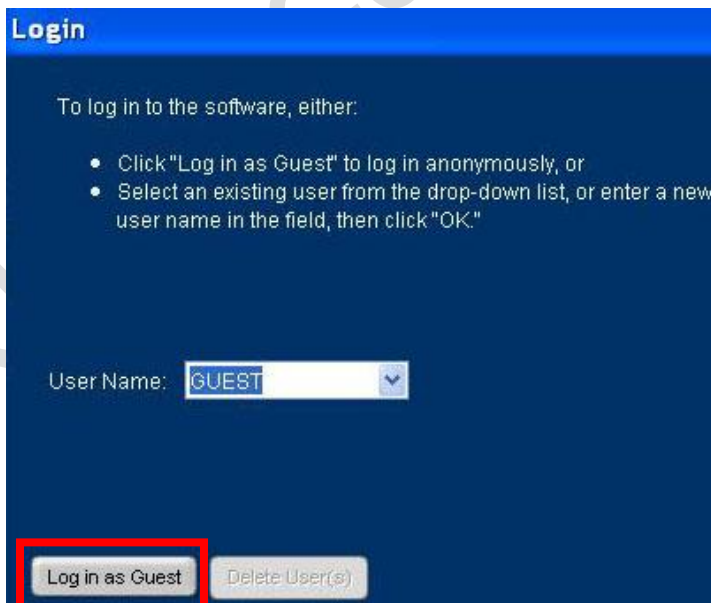 Login
To log in to the software, either:
• Click "Log in as Guest" to log in anonymously, or
• Select an existing user from the drop-down list, or enter a new
user name in the field, then click "OK."
User Name: GUEST
Log in as Guest Delete User(s)